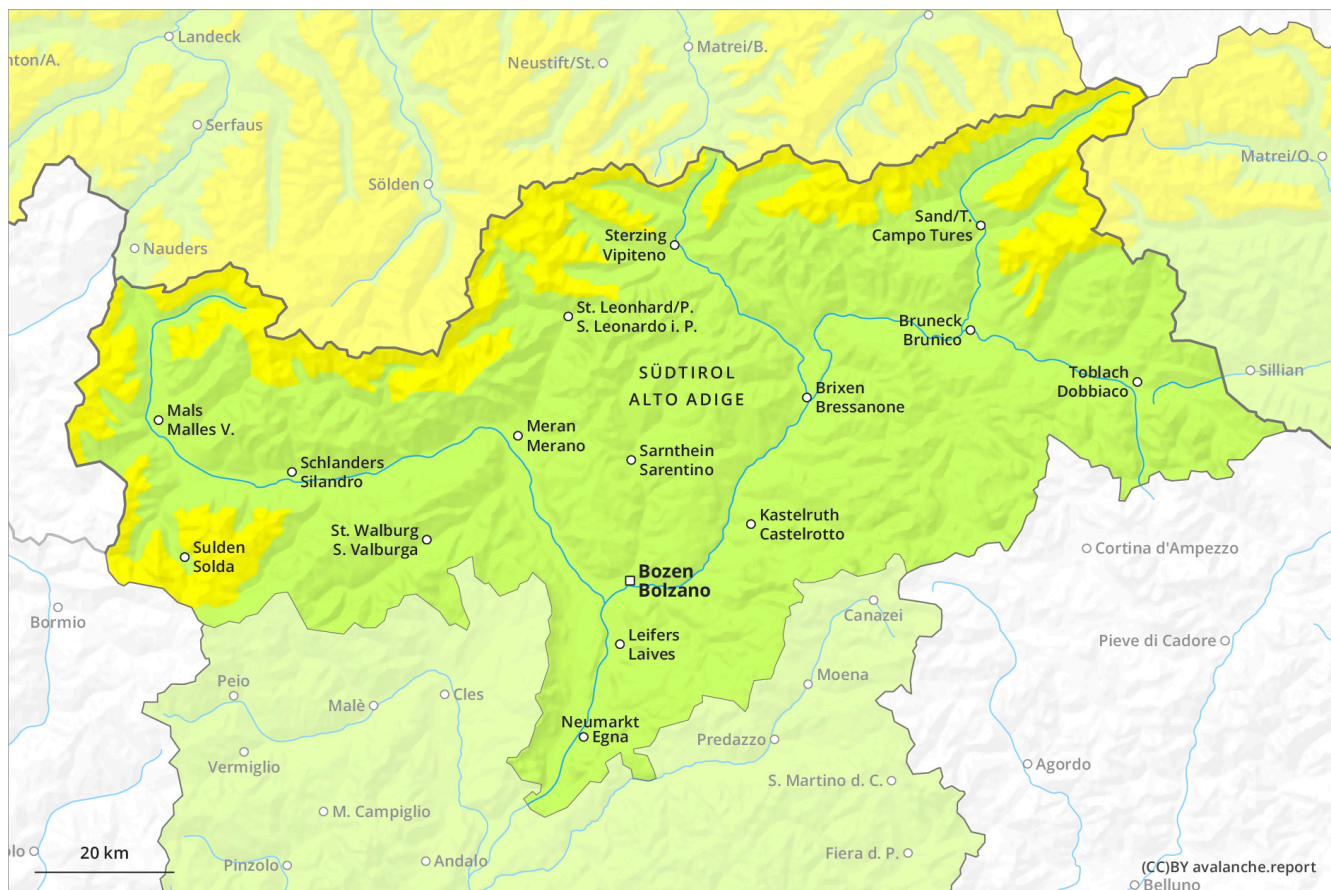 Landeck
Matrei/B.
nton/A.
Neustift/St.
Serfaus
Matrei/O.
Sölden
Sand/T.
Campo Tures
Sterzing
Vipiteno
Nauders
St. Leonhard/P.
S. Leonardo i. P.
Bruneck
Brunico
SÜDTIROL
ALTO ADIGE
Toblach
Dobbiaco
Sillian
Brixen
Bressanone
Mals
Malles V.
Meran
Merano
Sarnthein
Sarentino
Schlanders
Silandro
Kastelruth
Castelrotto
St. Walburg
S. Valburga
Sulden
Solda
Cortina d'Ampezzo
Bozen
Bolzano
Bormio
Canazei
Leifers
Laives
Pieve di Cadore
Peio
Moena
Malè
Cles
Neumarkt
Egna
Predazzo
Vermiglio
Agordo
S. Martino d. C.
M. Campiglio
20 km
lo
Pinzolo
Andalo
Fiera d. P.
(CC)BY avalanche.report
Belluno